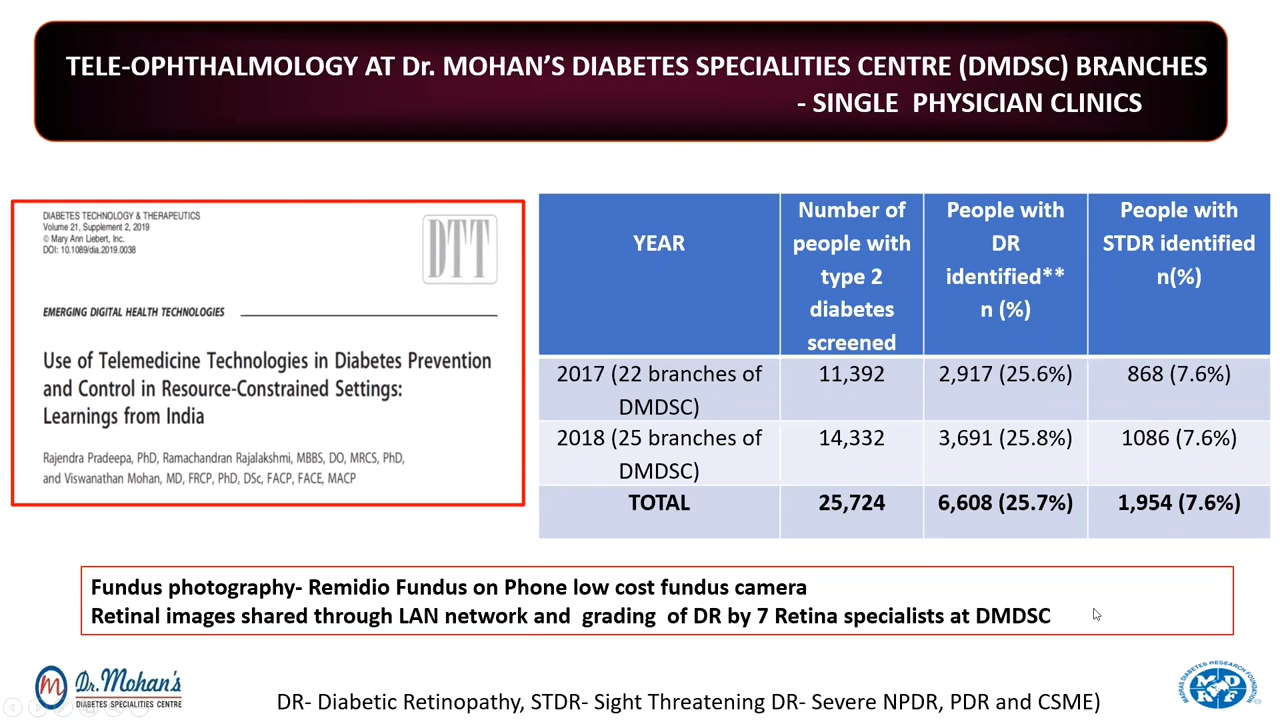 TELE-OPHTHALMOLOGY AT Dr. MOHAN’S DIABETES SPECIALITIES CENTRE (DMDSC) BRANCHES
- SINGLE PHYSICIAN CLINICS
DIABETES TECHNOLOGY & THERAPEUTICS
Volume 21, Supplement 2, 2019
© Mary Ann Liebert, Inc.
DOI: 10.1089/dia.2019.0038
DTT
EMERGING DIGITAL HEALTH TECHNOLOGIES
Use of Telemedicine Technologies in Diabetes Prevention
and Control in Resource-Constrained Settings:
Learnings from India
Rajendra Pradeepa, PhD, Ramachandran Rajalakshmi, MBBS, DO, MRCS, PhD,
and Viswanathan Mohan, MD, FRCP, PhD, DSc, FACP, FACE, MACP
YEAR
Number of
people with
type 2
diabetes
screened
People with
DR
identified**
n (%)
People with
STDR identified
n(%)
2017 (22 branches of
DMDSC)
11,392
2,917 (25.6%)
868 (7.6%)
2018 (25 branches of
DMDSC)
14,332
3,691 (25.8%)
1086 (7.6%)
TOTAL
25,724
6,608 (25.7%)
1,954 (7.6%)
Fundus photography- Remidio Fundus on Phone low cost fundus camera
Retinal images shared through LAN network and grading of DR by 7 Retina specialists at DMDSC
m Dr.Mohan's
DIABETES SPECIALITIES CENTRE
DR- Diabetic Retinopathy, STDR- Sight Threatening DR- Severe NPDR, PDR and CSME)
MADRAS DIABETES RESEARCH FOUNDATION
M D R F